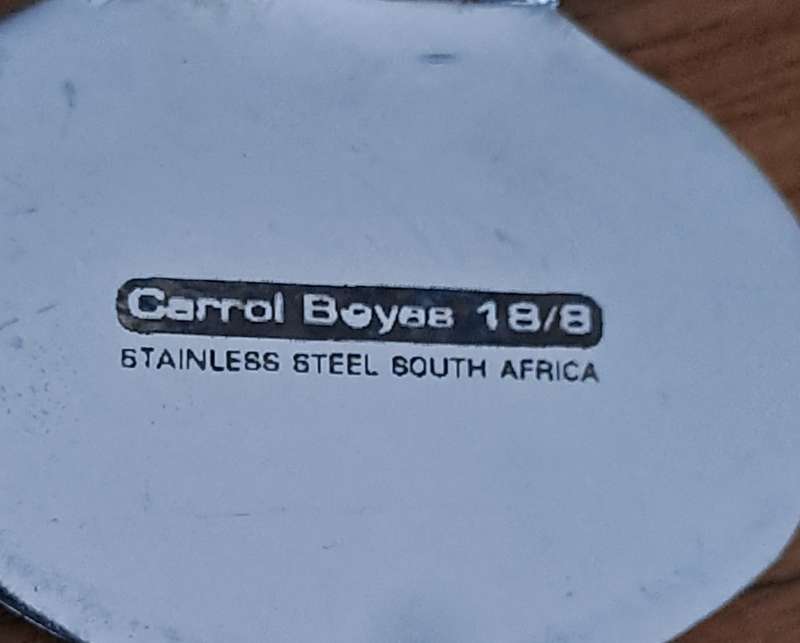 Carrol Boyes 18/8
STAINLESS STEEL SOUTH AFRICA